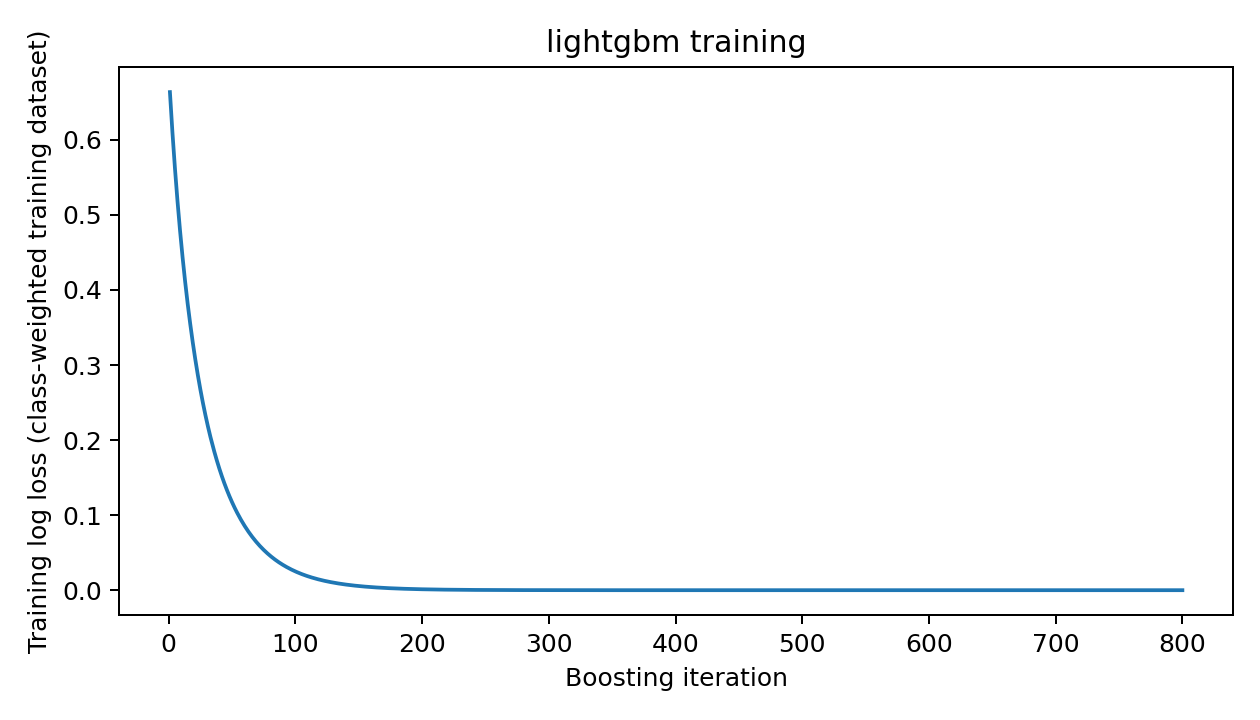 lightgbm training
Training log loss (class-weighted training dataset)
0.6
0.5
0.4
0.3
0.2
0.1
0.0
0 100 200 300 400 500 600 700 800
Boosting iteration